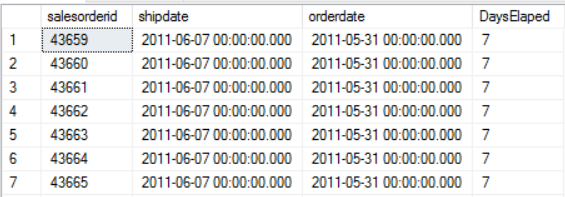 salesorderid shipdate orderdate DaysElaped
1 43659 2011-06-07 00:00:00.000 2011-05-31 00:00:00.000 7
2 43660 2011-06-07 00:00:00.000 2011-05-31 00:00:00.000 7
3 43661 2011-06-07 00:00:00.000 2011-05-31 00:00:00.000 7
4 43662 2011-06-07 00:00:00.000 2011-05-31 00:00:00.000 7
5 43663 2011-06-07 00:00:00.000 2011-05-31 00:00:00.000 7
6 43664 2011-06-07 00:00:00.000 2011-05-31 00:00:00.000 7
7 43665 2011-06-07 00:00:00.000 2011-05-31 00:00:00.000 7